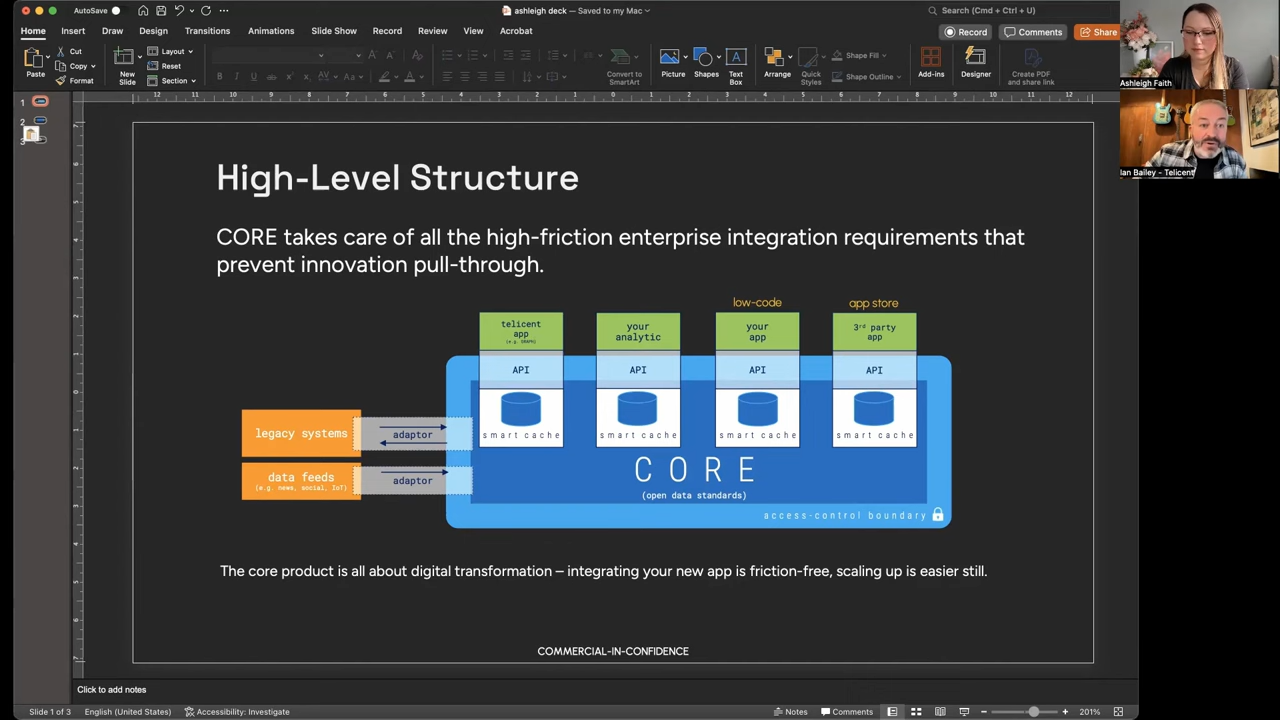 AutoSave
ashleigh deck — Saved to my Mac
Search (Cmd + Ctrl + U)
Home Insert Draw Design Transitions Animations Slide Show Record Review View Acrobat
Record Comments Share
Paste
Cut
Copy
Format
New Slide
Layout
Reset
Section
Convert to SmartArt
Picture
Shapes
Text Box
Arrange
Quick Styles
Shape Fill
Shape Outline
Add-ins
Designer
Create PDF and share link
Ashleigh Faith
Ian Bailey - Telicent
1
2
3
High-Level Structure
CORE takes care of all the high-friction enterprise integration requirements that
prevent innovation pull-through.
low-code
app store
telicent
app
(e.g. GRAPH)
your
analytic
your
app
3rd party
app
API API API API
smart cache smart cache smart cache smart cache
legacy systems
adaptor
data feeds
(e.g. news, social, IoT)
adaptor
CORE
(open data standards)
access-control boundary
The core product is all about digital transformation – integrating your new app is friction-free, scaling up is easier still.
COMMERCIAL-IN-CONFIDENCE
Click to add notes
Slide 1 of 3 English (United States) Accessibility: Investigate Notes Comments 201%